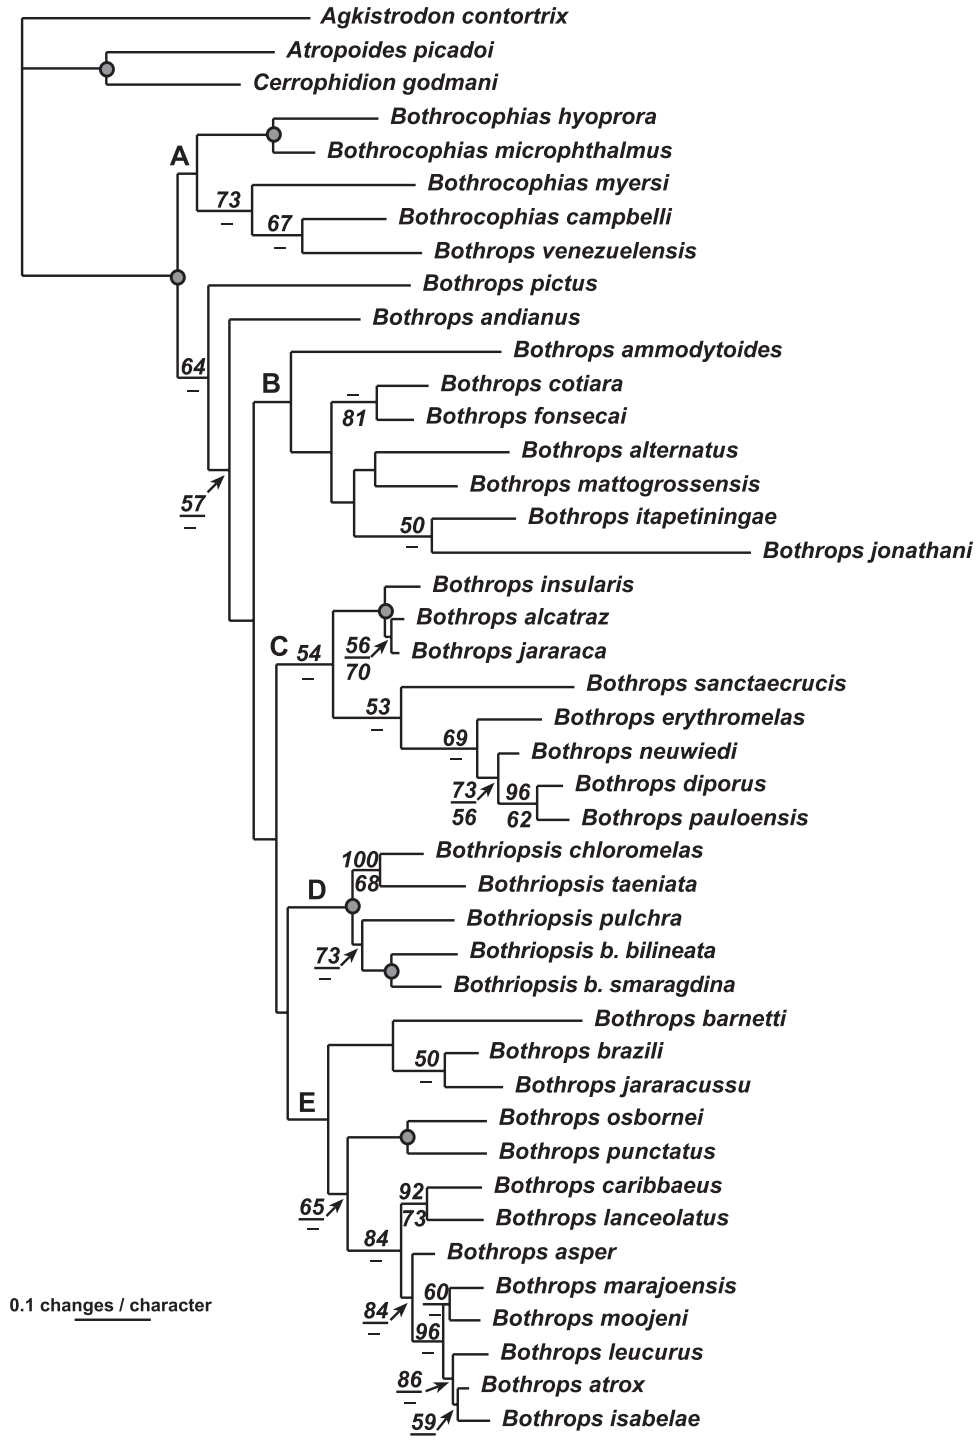 Agkistrodon contortrix
Atropoides picadoi
Cerrophidion godmani
Bothrocophias hyoprora
A
Bothrocophias microphthalmus
Bothrocophias myersi
73
–
Bothrocophias campbelli
67
–
Bothrops venezuelensis
Bothrops pictus
Bothrops andianus
64
–
Bothrops ammodytoides
B
Bothrops cotiara
–
81
Bothrops fonsecai
Bothrops alternatus
Bothrops mattogrossensis
57
–
Bothrops itapetiningae
50
–
Bothrops jonathani
Bothrops insularis
Bothrops alcatraz
C
54
–
56
70
Bothrops jararaca
Bothrops sanctaecrucis
53
–
Bothrops erythromelas
69
–
Bothrops neuwiedi
Bothrops diporus
73
56
96
62
Bothrops pauloensis
Bothriopsis chloromelas
100
68
Bothriopsis taeniata
D
Bothriopsis pulchra
73
–
Bothriopsis b. bilineata
Bothriopsis b. smaragdina
Bothrops barnetti
Bothrops brazili
50
–
Bothrops jararacussu
E
Bothrops osbornei
Bothrops punctatus
Bothrops caribbaeus
92
73
65
–
Bothrops lanceolatus
84
–
Bothrops asper
Bothrops marajoensis
60
–
0.1 changes / character
84
–
Bothrops moojeni
96
–
Bothrops leucurus
86
–
Bothrops atrox
Bothrops isabelae
59